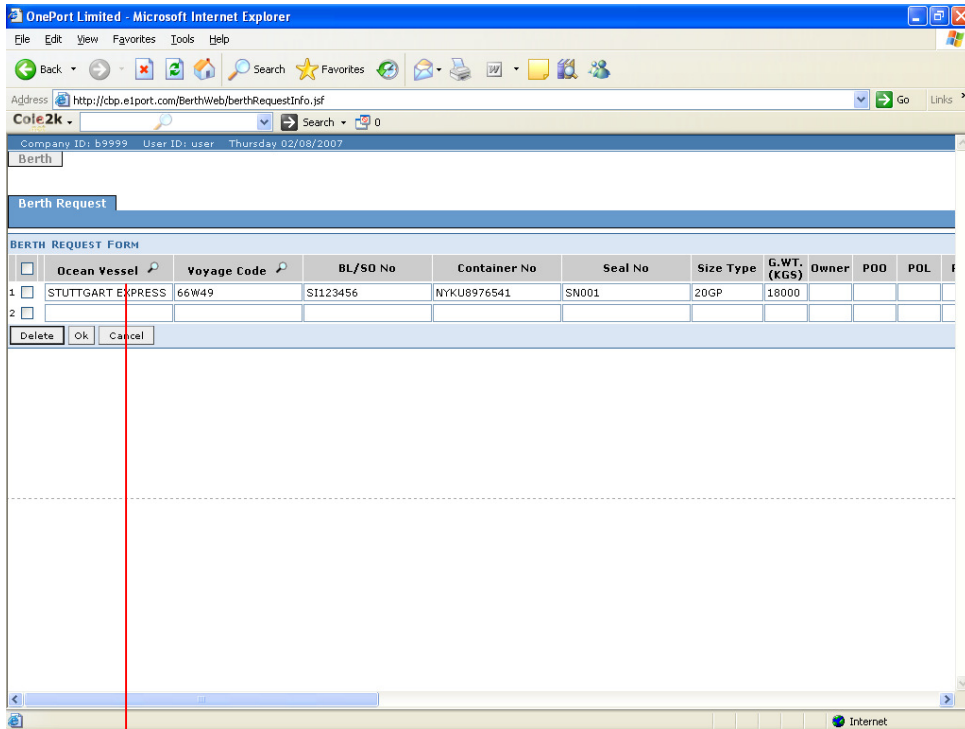 OnePort Limited - Microsoft Internet Explorer
File Edit View Favorites Tools Help
Back Search Favorites W
Address http://cbp.e1port.com/BerthWeb/berthRequestInfo.jsf Go Links
Cole2k Search 0
Company ID: b9999 User ID: user Thursday 02/08/2007
Berth
Berth Request
BERTH REQUEST FORM
Ocean Vessel Voyage Code BL/SO No Container No Seal No Size Type G.WT. (KGS) Owner POO POL
1 STUTTGART EXPRESS 66W49 SI123456 NYKU8976541 SN001 20GP 18000
2
Delete Ok Cancel
Internet